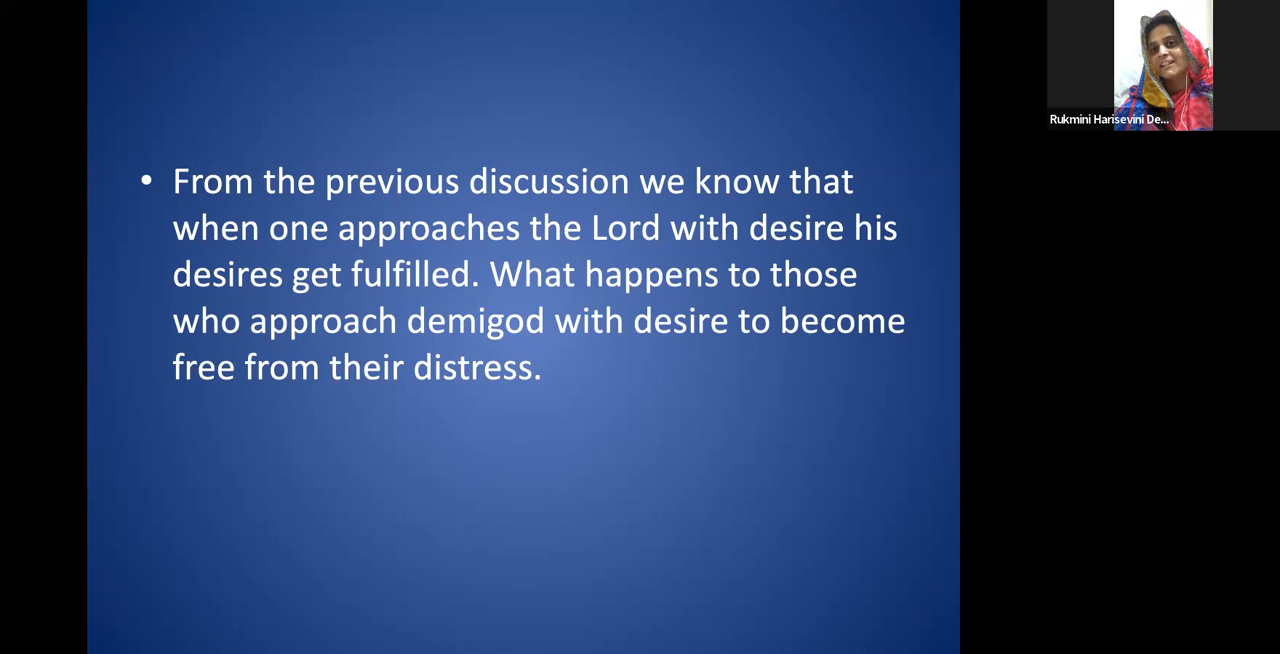 • From the previous discussion we know that
when one approaches the Lord with desire his
desires get fulfilled. What happens to those
who approach demigod with desire to become
free from their distress.
Rukmini Harisevini De...